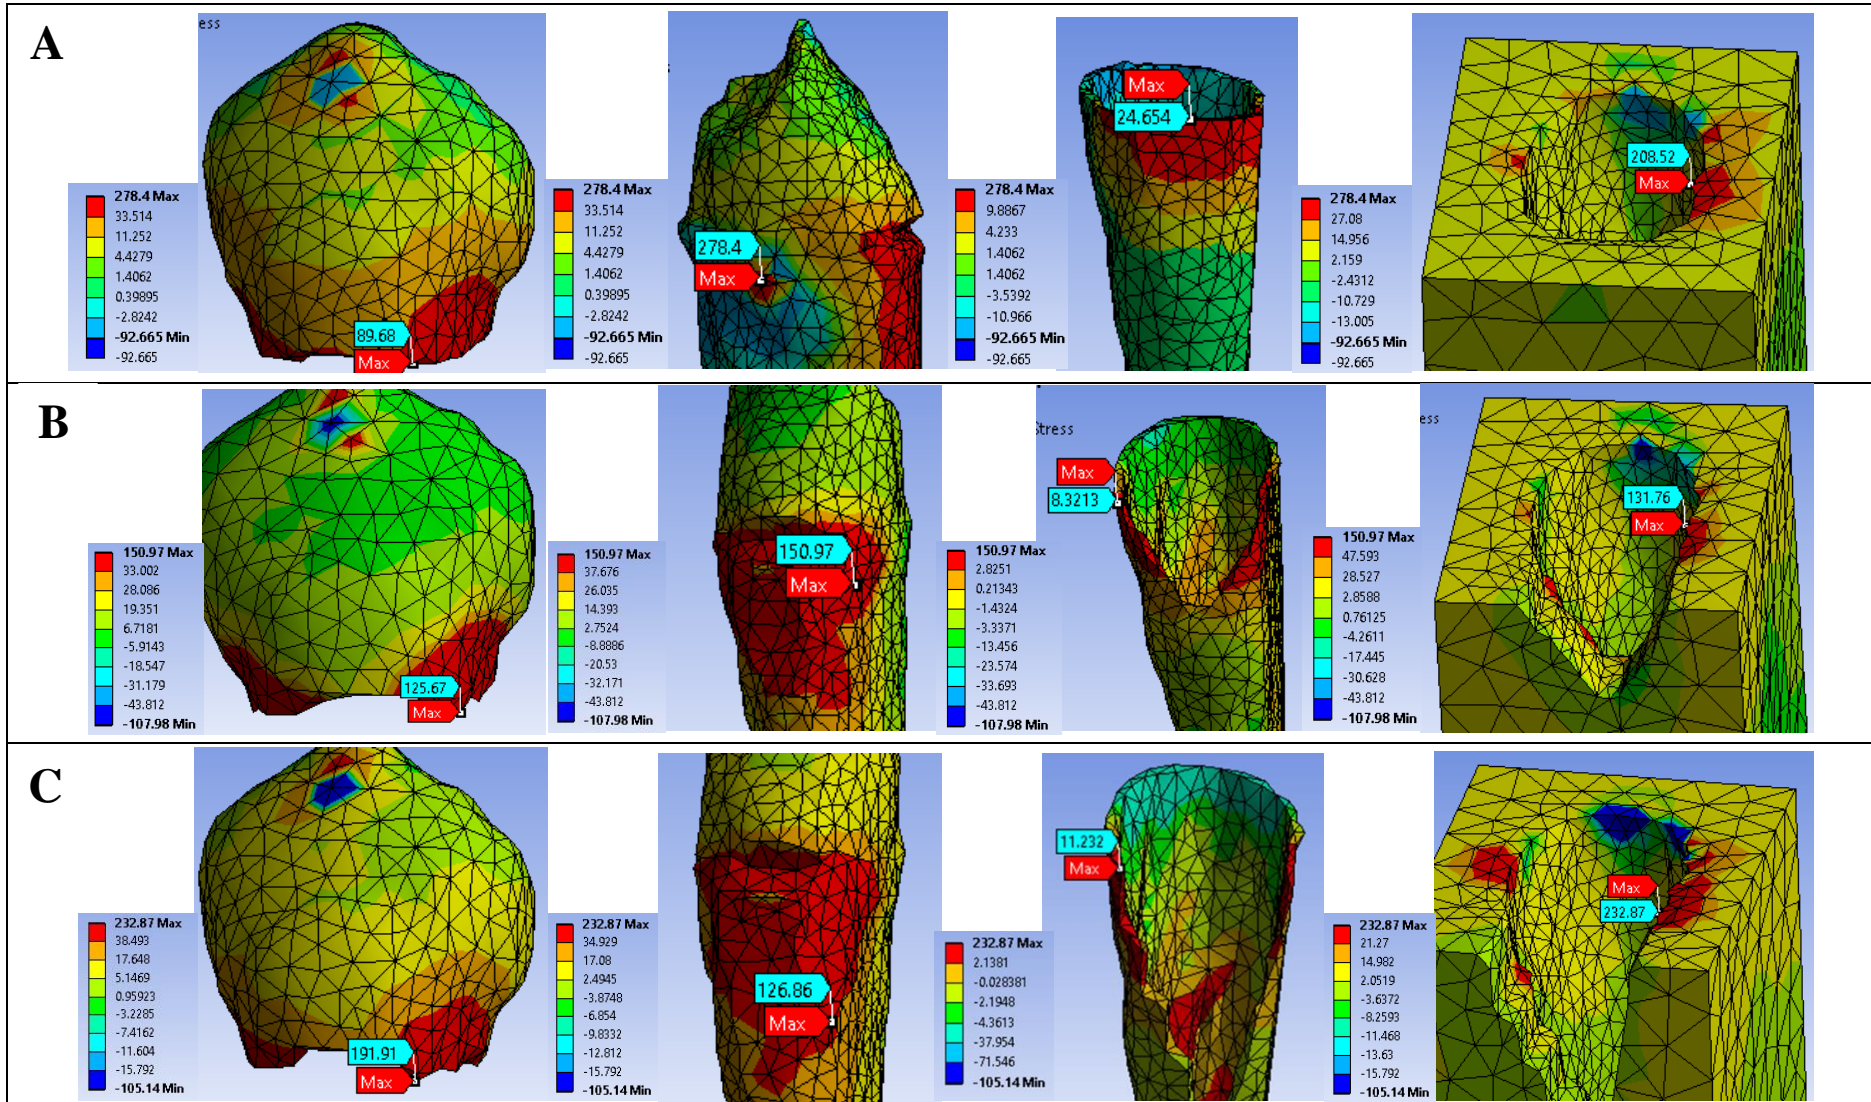 A
ess
278.4 Max
33.514
11.252
4.4279
1.4062
0.39895
-2.8242
-92.665 Min
-92.665
89.68
Max
278.4 Max
33.514
11.252
4.4279
1.4062
0.39895
-2.8242
-92.665 Min
-92.665
278.4
Max
278.4 Max
9.8867
4.233
1.4062
1.4062
-3.5392
-10.966
-92.665 Min
-92.665
Max
24.654
278.4 Max
27.08
14.956
2.159
-2.4312
-10.729
-13.005
-92.665 Min
-92.665
208.52
Max
B
150.97 Max
33.002
28.086
19.351
6.7181
-5.9143
-18.547
-31.179
-43.812
-107.98 Min
125.67
Max
150.97 Max
37.676
26.035
14.393
2.7524
-8.8886
-20.53
-32.171
-43.812
-107.98 Min
150.97
Max
Stress
150.97 Max
2.8251
0.21343
-1.4324
-3.3371
-13.456
-23.574
-33.693
-43.812
-107.98 Min
Max
8.3213
ess
150.97 Max
47.593
28.527
2.8588
0.76125
-4.2611
-17.445
-30.628
-43.812
-107.98 Min
131.76
Max
C
232.87 Max
38.493
17.648
5.1469
0.95923
-3.2285
-7.4162
-11.604
-15.792
-105.14 Min
191.91
Max
232.87 Max
34.929
17.08
2.4945
-3.8748
-6.854
-9.8332
-12.812
-15.792
-105.14 Min
126.86
Max
232.87 Max
2.1381
-0.028381
-2.1948
-4.3613
-37.954
-71.546
-105.14 Min
11.232
Max
232.87 Max
21.27
14.982
2.0519
-3.6372
-8.2593
-11.468
-13.63
-15.792
-105.14 Min
Max
232.87